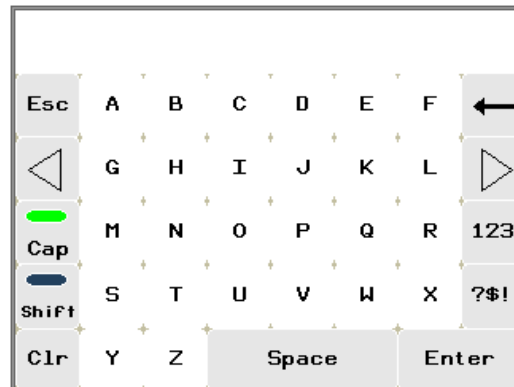 Esc A B C D E F
G H I J K L
Cap M N O P Q R 123
Shift S T U V W X ?$!
Clr Y Z Space Enter